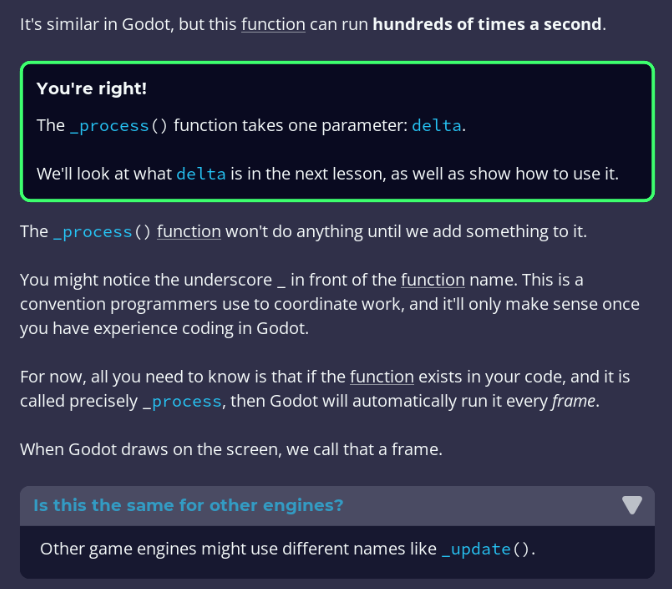 It's similar in Godot, but this function can run hundreds of times a second.
You're right!
The _process() function takes one parameter: delta.
We'll look at what delta is in the next lesson, as well as show how to use it.
The _process() function won't do anything until we add something to it.
You might notice the underscore _ in front of the function name. This is a
convention programmers use to coordinate work, and it'll only make sense once
you have experience coding in Godot.
For now, all you need to know is that if the function exists in your code, and it is
called precisely _process, then Godot will automatically run it every frame.
When Godot draws on the screen, we call that a frame.
Is this the same for other engines?
Other game engines might use different names like _update().